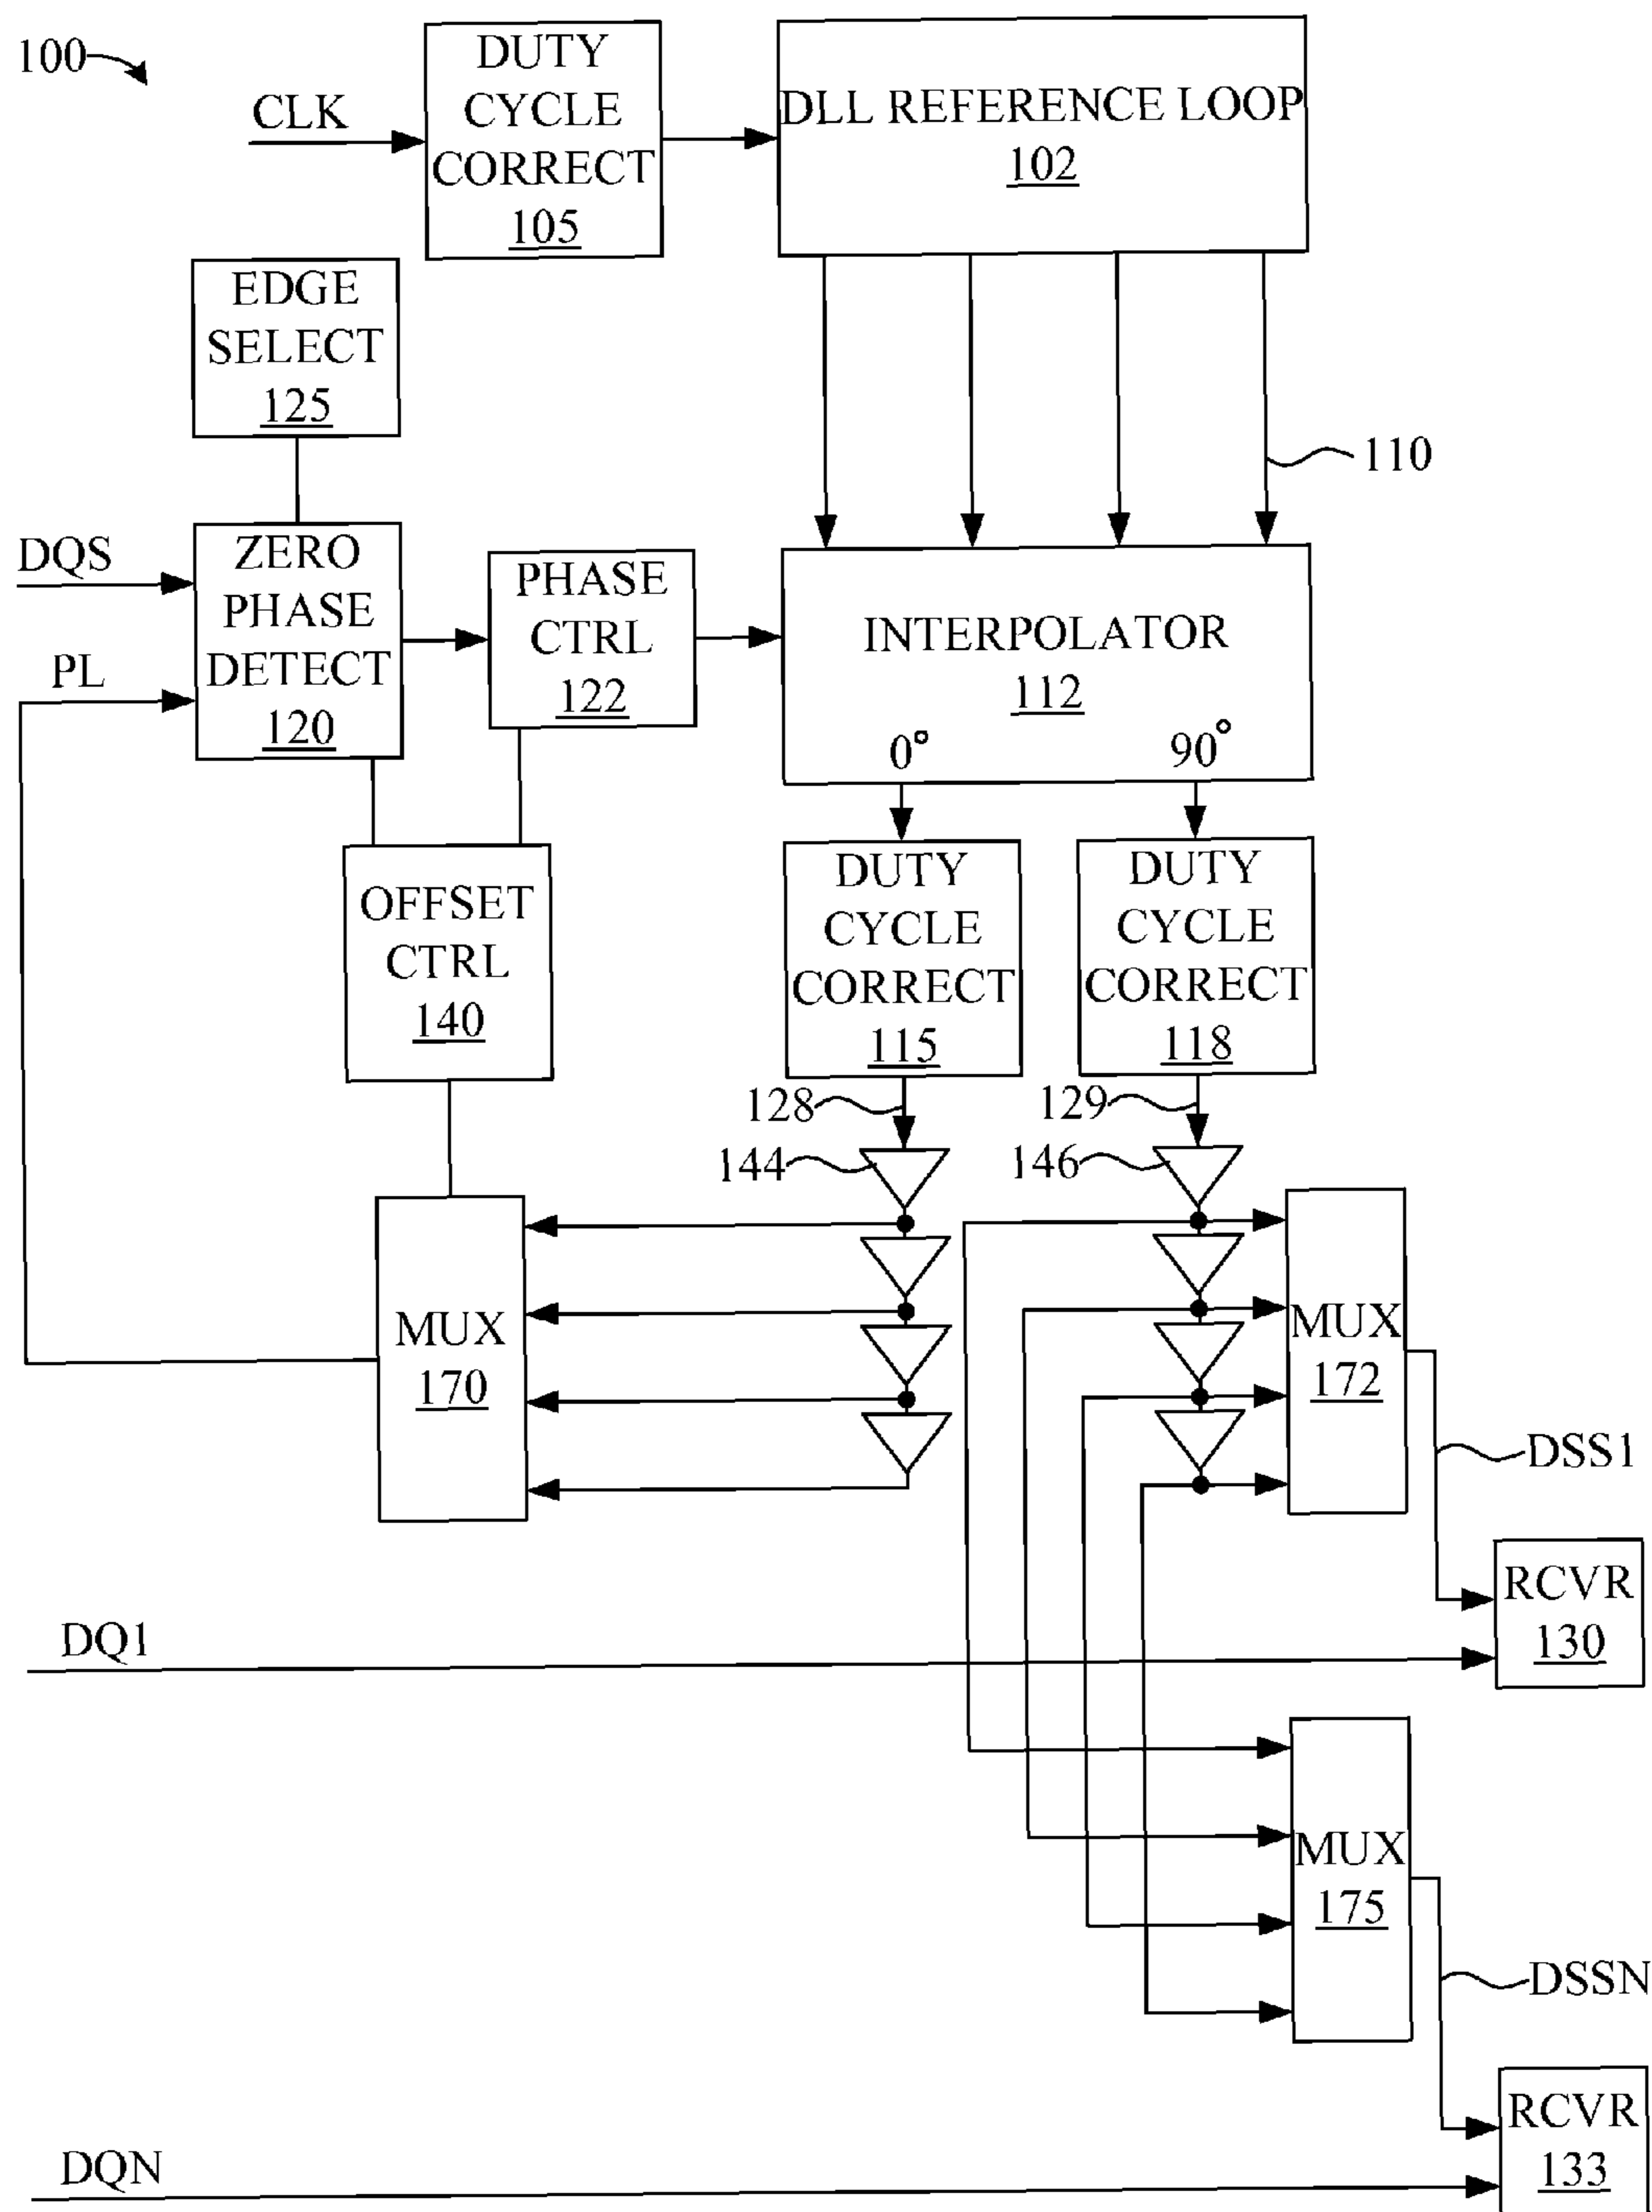 100
CLK
DUTY
CYCLE
CORRECT
105
DLL REFERENCE LOOP
102
EDGE
SELECT
125
110
DQS
PL
ZERO
PHASE
DETECT
120
PHASE
CTRL
122
INTERPOLATOR
112
0°
90°
OFFSET
CTRL
140
DUTY
CYCLE
CORRECT
115
DUTY
CYCLE
CORRECT
118
128
129
144
146
MUX
170
MUX
172
DSS1
RCVR
130
DQ1
MUX
175
DSSN
RCVR
133
DQN